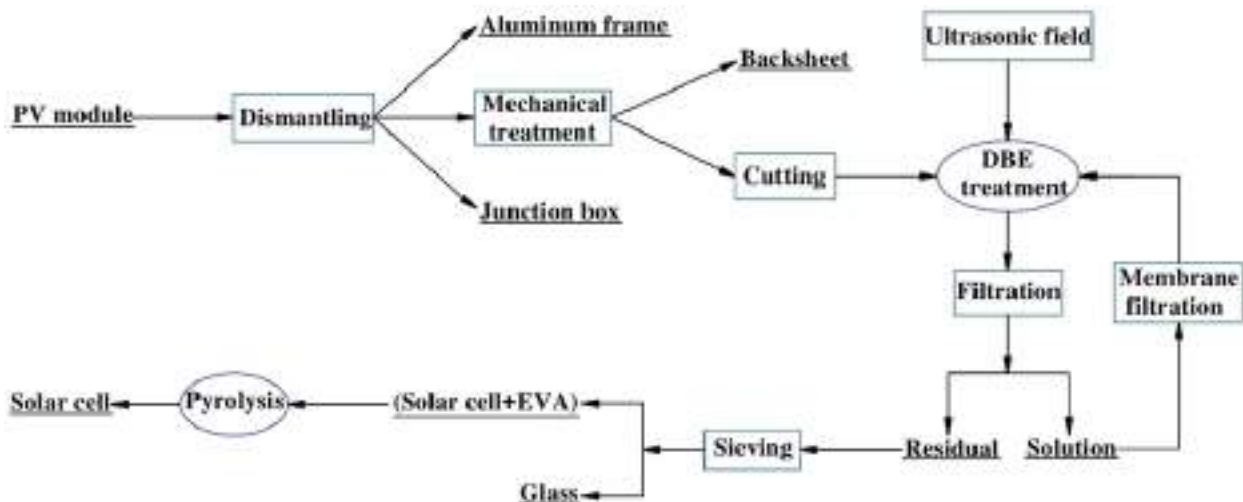 Aluminum frame
Ultrasonic field
Backsheet
PV module
Dismantling
Mechanical
treatment
DBE
treatment
Cutting
Junction box
Filtration
Membrane
filtration
Solar cell
Pyrolysis
(Solar cell+EVA)
Sieving
Residual
Solution
Glass